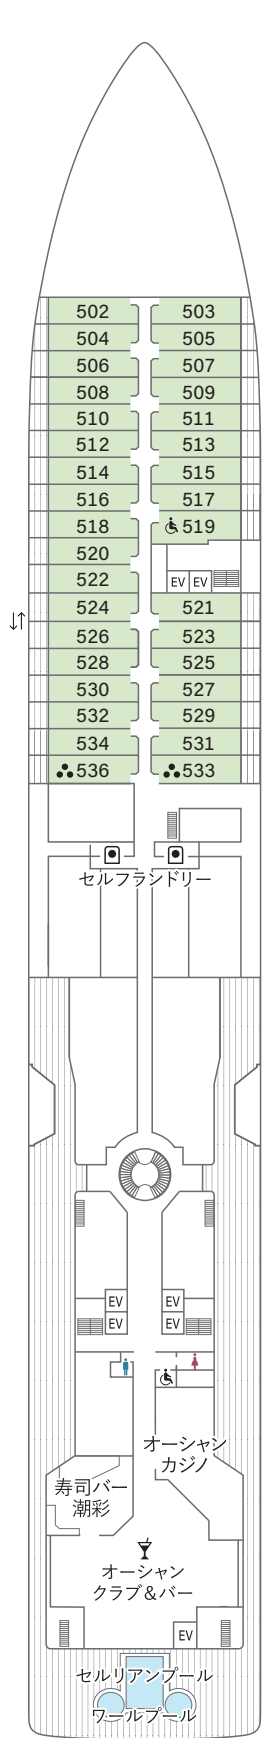 502 503
504 505
506 507
508 509
510 511
512 513
514 515
516 517
518 519
520
522 EV EV
524 521
526 523
528 525
530 527
532 529
534 531
536 533
セルフランドリー
EV EV
EV EV
オーシャン
カジノ
寿司バー
潮彩
オーシャン
クラブ&バー
EV
セルリアンプール
ワールプール